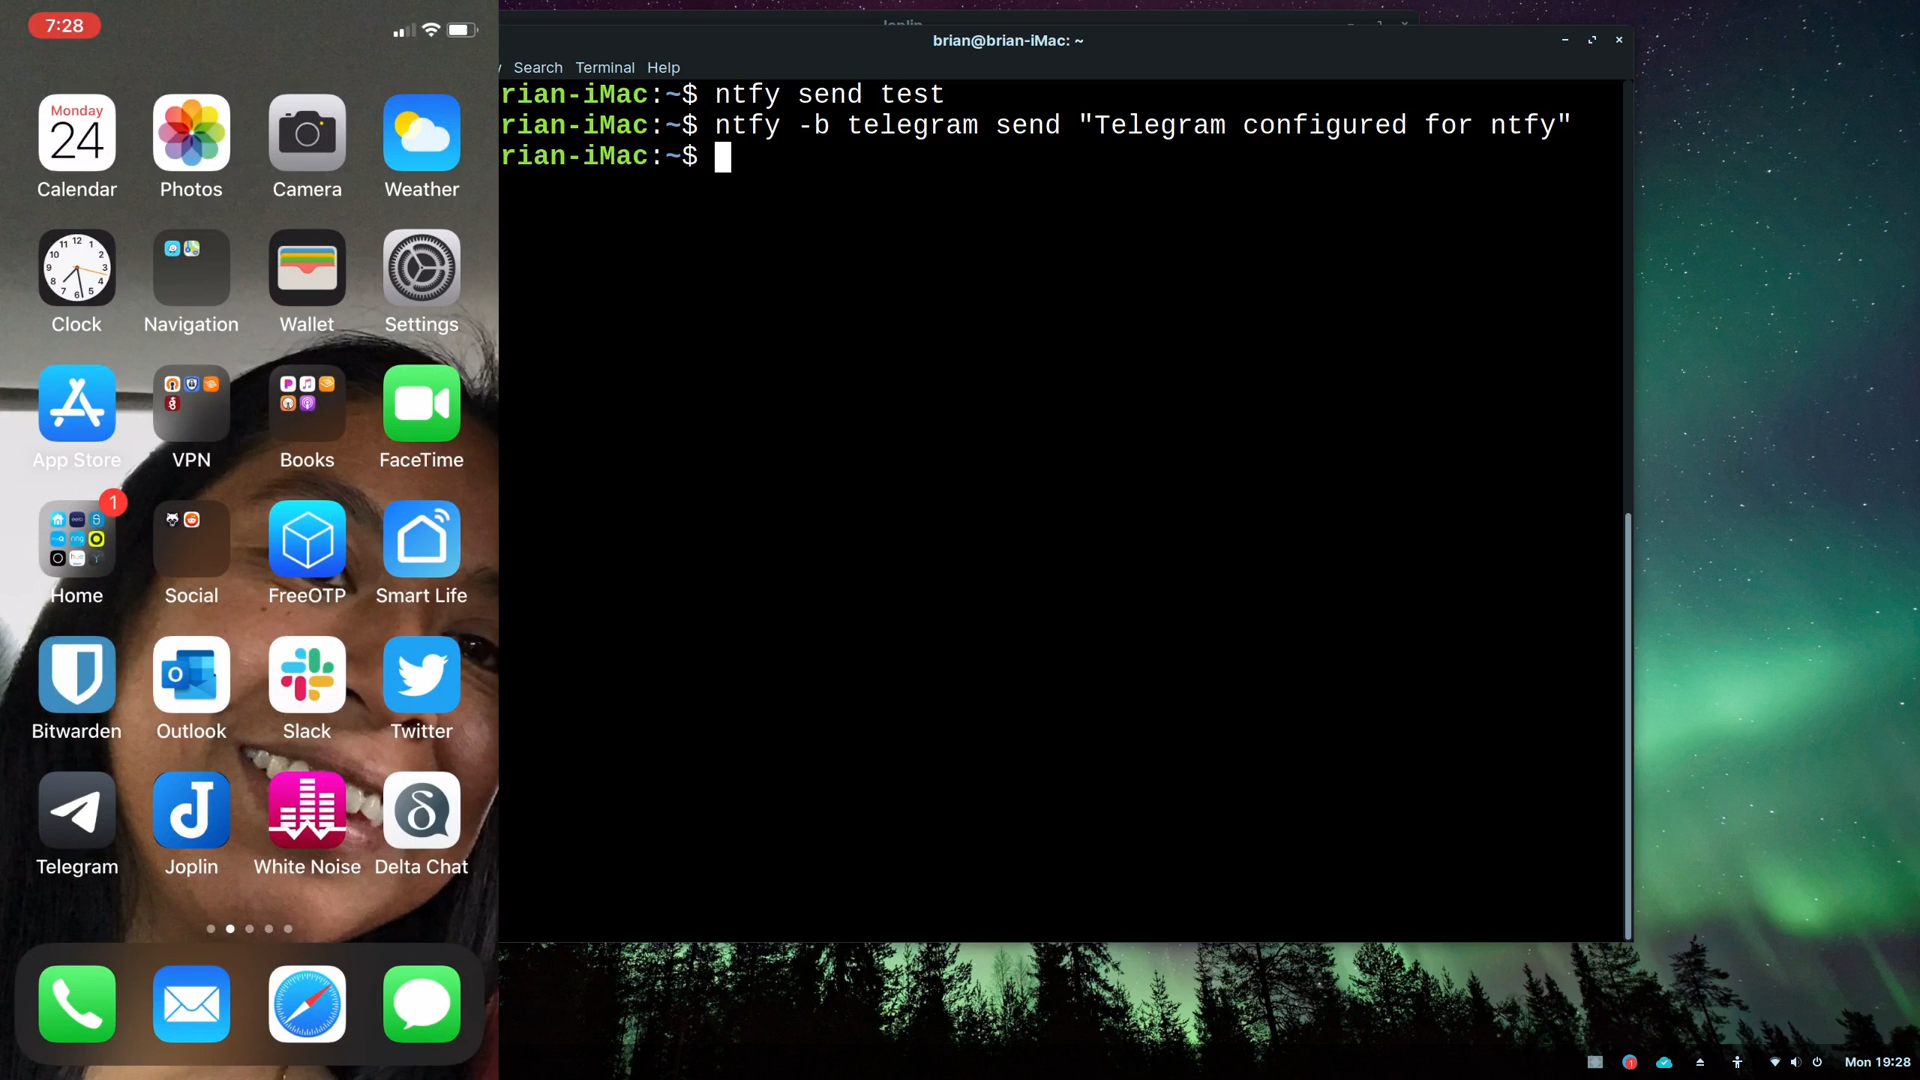 7:28
Monday
24
Calendar
Photos
Camera
Weather
Clock
Navigation
Wallet
Settings
App Store
VPN
Books
FaceTime
1
Home
Social
FreeOTP
Smart Life
Bitwarden
Outlook
Slack
Twitter
Telegram
Joplin
White Noise
Delta Chat
Joplin
brian@brian-iMac: ~
Search Terminal Help
rian-iMac:~$ ntfy send test
rian-iMac:~$ ntfy -b telegram send "Telegram configured for ntfy"
rian-iMac:~$
Mon 19:28